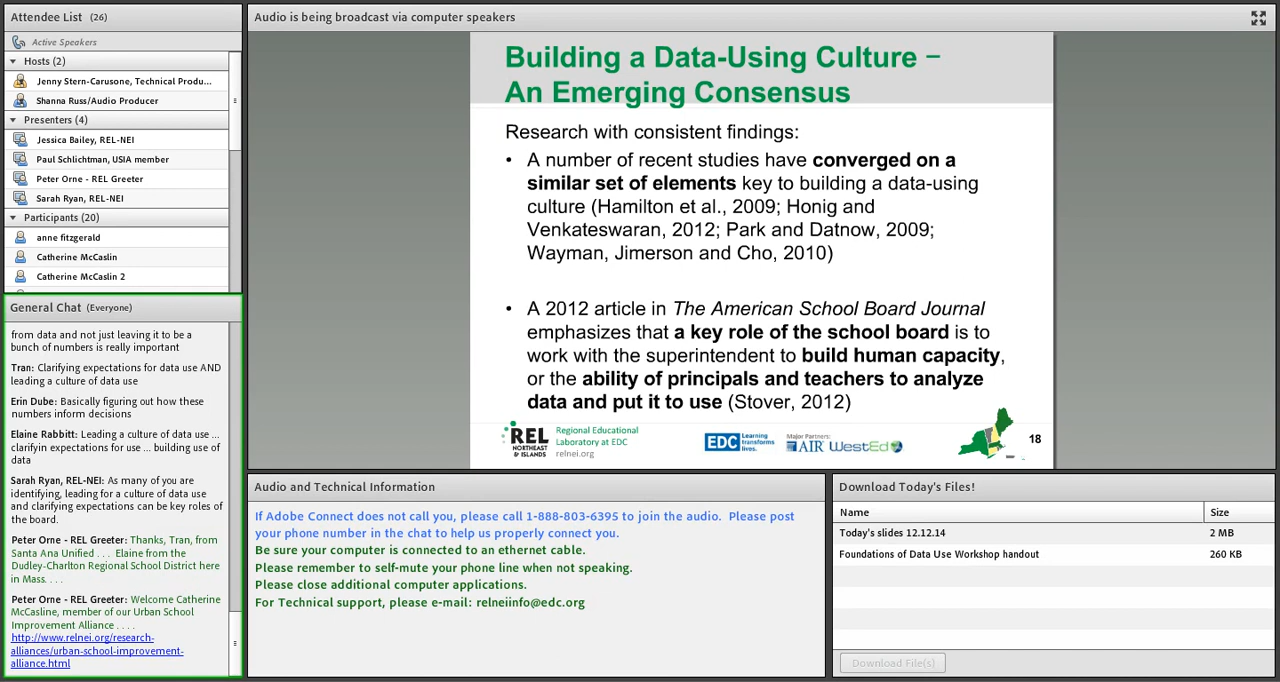 Attendee List (26)
Active Speakers
Hosts (2)
Jenny Stern-Carusone, Technical Produ...
Shanna Russ/Audio Producer
Presenters (4)
Jessica Bailey, REL-NEI
Paul Schlichtman, USIA member
Peter Orne - REL Greeter
Sarah Ryan, REL-NEI
Participants (20)
anne fitzgerald
Catherine McCaslin
Catherine McCaslin 2
General Chat (Everyone)
from data and not just leaving it to be a
bunch of numbers is really important
Tran: Clarifying expectations for data use AND
leading a culture of data use
Erin Dube: Basically figuring out how these
numbers inform decisions
Elaine Rabbitt: Leading a culture of data use ...
clarifyin expectations for use ... building use of
data
Sarah Ryan, REL-NEI: As many of you are
identifying, leading for a culture of data use
and clarifying expectations can be key roles of
the board.
Peter Orne - REL Greeter: Thanks, Tran, from
Santa Ana Unified . . . Elaine from the
Dudley-Charlton Regional School District here
in Mass. . . .
Peter Orne - REL Greeter: Welcome Catherine
McCasline, member of our Urban School
Improvement Alliance . . . .
http://www.relnei.org/research-
alliances/urban-school-improvement-
alliance.html
Audio is being broadcast via computer speakers
Building a Data-Using Culture –
An Emerging Consensus
Research with consistent findings:
• A number of recent studies have converged on a
similar set of elements key to building a data-using
culture (Hamilton et al., 2009; Honig and
Venkateswaran, 2012; Park and Datnow, 2009;
Wayman, Jimerson and Cho, 2010)
• A 2012 article in The American School Board Journal
emphasizes that a key role of the school board is to
work with the superintendent to build human capacity,
or the ability of principals and teachers to analyze
data and put it to use (Stover, 2012)
REL
NORTHEAST
& ISLANDS
Regional Educational
Laboratory at EDC
relnei.org
EDC Learning
transforms
lives.
Major Partners:
AIR WestEd
18
Audio and Technical Information
If Adobe Connect does not call you, please call 1-888-803-6395 to join the audio. Please post
your phone number in the chat to help us properly connect you.
Be sure your computer is connected to an ethernet cable.
Please remember to self-mute your phone line when not speaking.
Please close additional computer applications.
For Technical support, please e-mail: relneiinfo@edc.org
Download Today's Files!
Name Size
Today's slides 12.12.14 2 MB
Foundations of Data Use Workshop handout 260 KB
Download File(s)